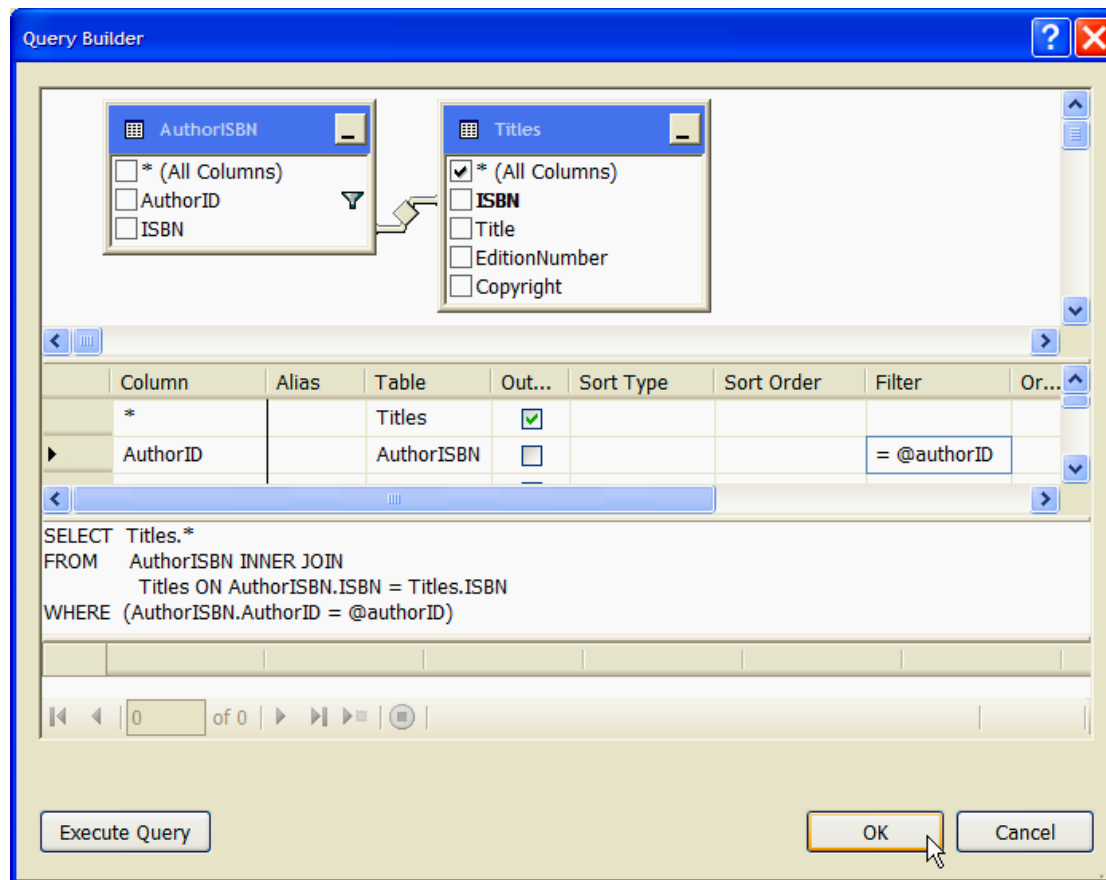 Query Builder
AuthorISBN
* (All Columns)
AuthorID
ISBN
Titles
* (All Columns)
ISBN
Title
EditionNumber
Copyright
Column Alias Table Out... Sort Type Sort Order Filter Or...
* Titles
AuthorID AuthorISBN = @authorID
SELECT Titles.*
FROM AuthorISBN INNER JOIN
Titles ON AuthorISBN.ISBN = Titles.ISBN
WHERE (AuthorISBN.AuthorID = @authorID)
0 of 0
Execute Query OK Cancel